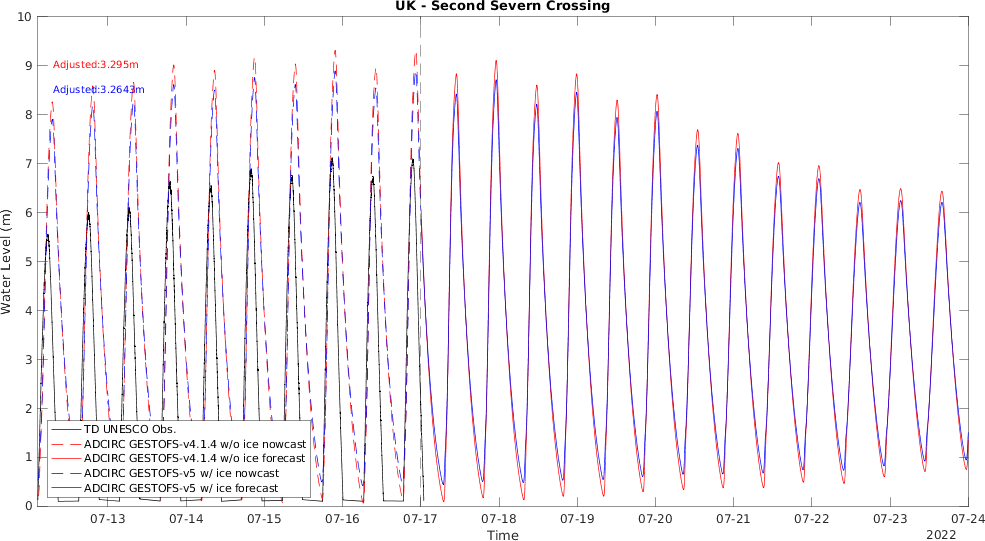 UK - Second Severn Crossing
10
9
8
7
6
5
4
3
2
1
0
Water Level (m)
Adjusted:3.295m
Adjusted:3.2643m
TD UNESCO Obs.
ADCIRC GESTOFS-v4.1.4 w/o ice nowcast
ADCIRC GESTOFS-v4.1.4 w/o ice forecast
ADCIRC GESTOFS-v5 w/ ice nowcast
ADCIRC GESTOFS-v5 w/ ice forecast
07-13 07-14 07-15 07-16 07-17 07-18 07-19 07-20 07-21 07-22 07-23 07-24
Time
2022